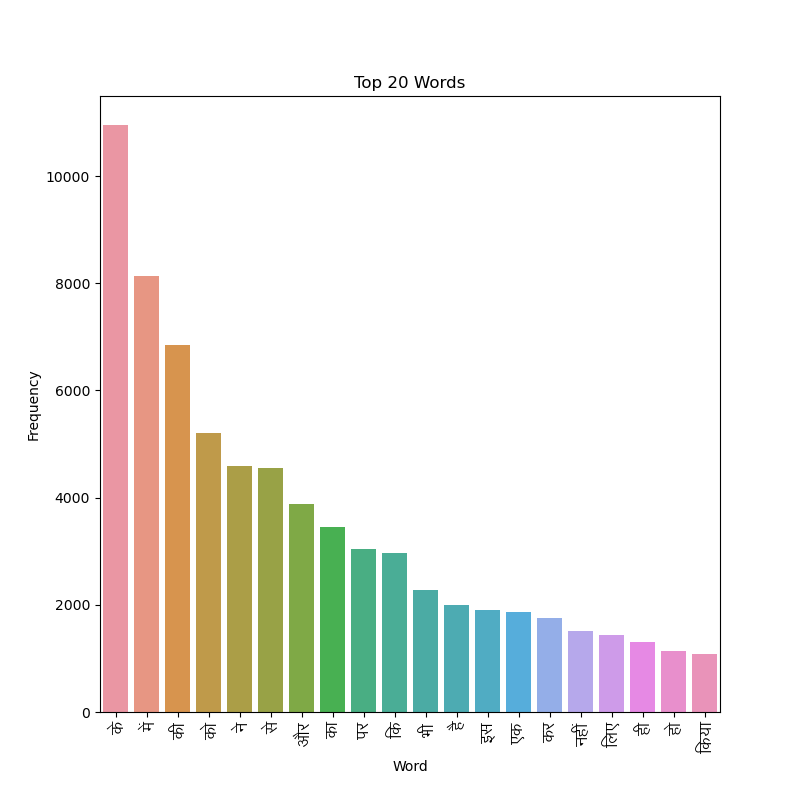 Top 20 Words
Frequency
10000
8000
6000
4000
2000
0
के
में
की
को
ने
से
और
का
पर
कि
भी
है
इस
एक
कर
नहीं
लिए
ही
हो
किया
Word